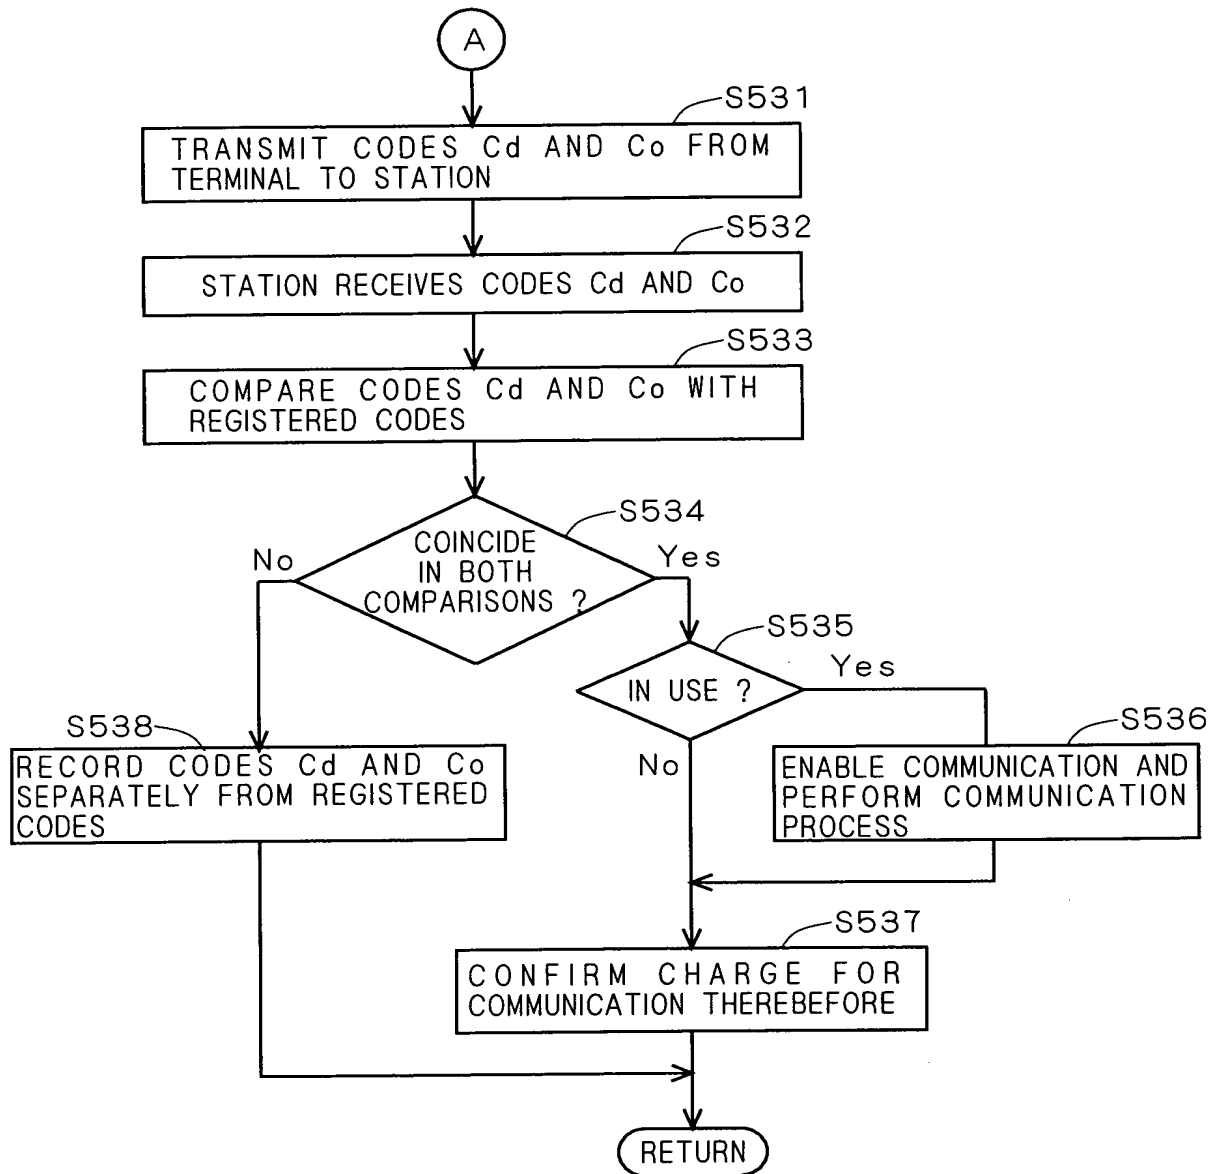 A
S531
TRANSMIT CODES Cd AND Co FROM
TERMINAL TO STATION
S532
STATION RECEIVES CODES Cd AND Co
S533
COMPARE CODES Cd AND Co WITH
REGISTERED CODES
S534
COINCIDE
IN BOTH
COMPARISONS ?
No
Yes
S535
IN USE ?
Yes
No
S538
RECORD CODES Cd AND Co
SEPARATELY FROM REGISTERED
CODES
S536
ENABLE COMMUNICATION AND
PERFORM COMMUNICATION
PROCESS
S537
CONFIRM CHARGE FOR
COMMUNICATION THEREBEFORE
RETURN